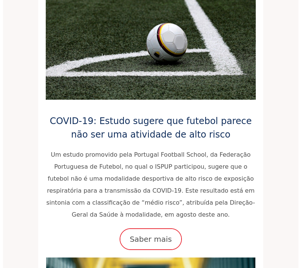 COVID-19: Estudo sugere que futebol parece
não ser uma atividade de alto risco
Um estudo promovido pela Portugal Football School, da Federação
Portuguesa de Futebol, no qual o ISPUP participou, sugere que o
futebol não é uma modalidade desportiva de alto risco de exposição
respiratória para a transmissão da COVID-19. Este resultado está em
sintonia com a classificação de “médio risco”, atribuída pela Direção-
Geral da Saúde à modalidade, em agosto deste ano.
Saber mais